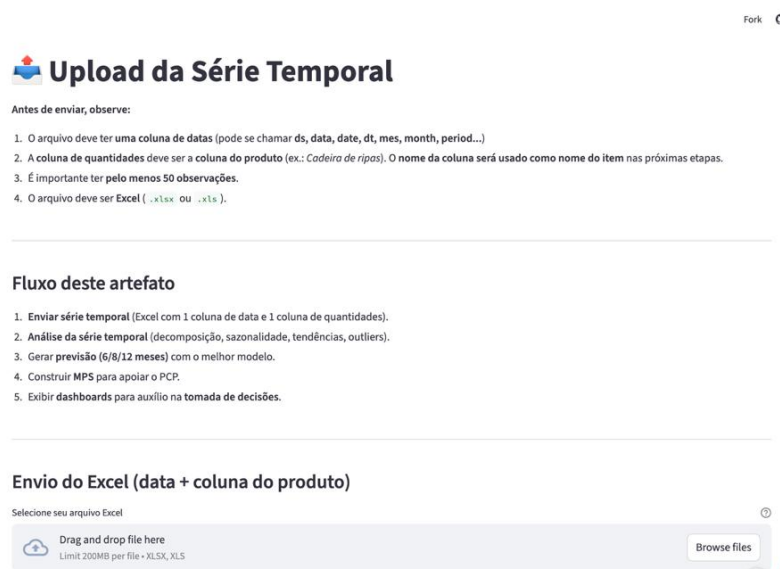 Fork
Upload da Série Temporal
Antes de enviar, observe:
1. O arquivo deve ter uma coluna de datas (pode se chamar ds, data, date, dt, mes, month, period...)
2. A coluna de quantidades deve ser a coluna do produto (ex.: Cadeira de ripas). O nome da coluna será usado como nome do item nas próximas etapas.
3. É importante ter pelo menos 50 observações.
4. O arquivo deve ser Excel ( .xlsx ou .xls ).
Fluxo deste artefato
1. Enviar série temporal (Excel com 1 coluna de data e 1 coluna de quantidades).
2. Análise da série temporal (decomposição, sazonalidade, tendências, outliers).
3. Gerar previsão (6/8/12 meses) com o melhor modelo.
4. Construir MPS para apoiar o PCP.
5. Exibir dashboards para auxílio na tomada de decisões.
Envio do Excel (data + coluna do produto)
Selecione seu arquivo Excel
Drag and drop file here
Limit 200MB per file • XLSX, XLS
Browse files